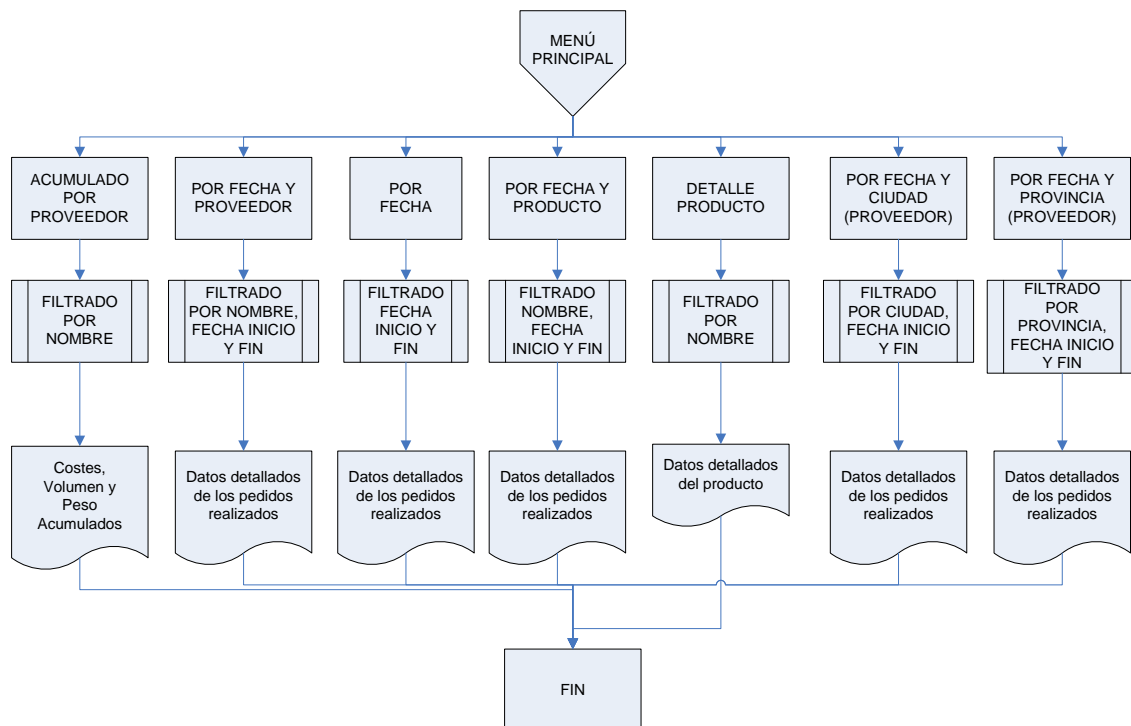 MENÚ
PRINCIPAL
ACUMULADO
POR
PROVEEDOR
POR FECHA Y
PROVEEDOR
POR
FECHA
POR FECHA Y
PRODUCTO
DETALLE
PRODUCTO
POR FECHA Y
CIUDAD
(PROVEEDOR)
POR FECHA Y
PROVINCIA
(PROVEEDOR)
FILTRADO
POR
NOMBRE
FILTRADO
POR NOMBRE,
FECHA INICIO
Y FIN
FILTRADO
FECHA
INICIO Y
FIN
FILTRADO
NOMBRE,
FECHA
INICIO Y FIN
FILTRADO
POR
NOMBRE
FILTRADO
POR CIUDAD,
FECHA INICIO
Y FIN
FILTRADO
POR
PROVINCIA,
FECHA INICIO
Y FIN
Costes,
Volumen y
Peso
Acumulados
Datos detallados
de los pedidos
realizados
Datos detallados
de los pedidos
realizados
Datos detallados
de los pedidos
realizados
Datos detallados
del producto
Datos detallados
de los pedidos
realizados
Datos detallados
de los pedidos
realizados
FIN